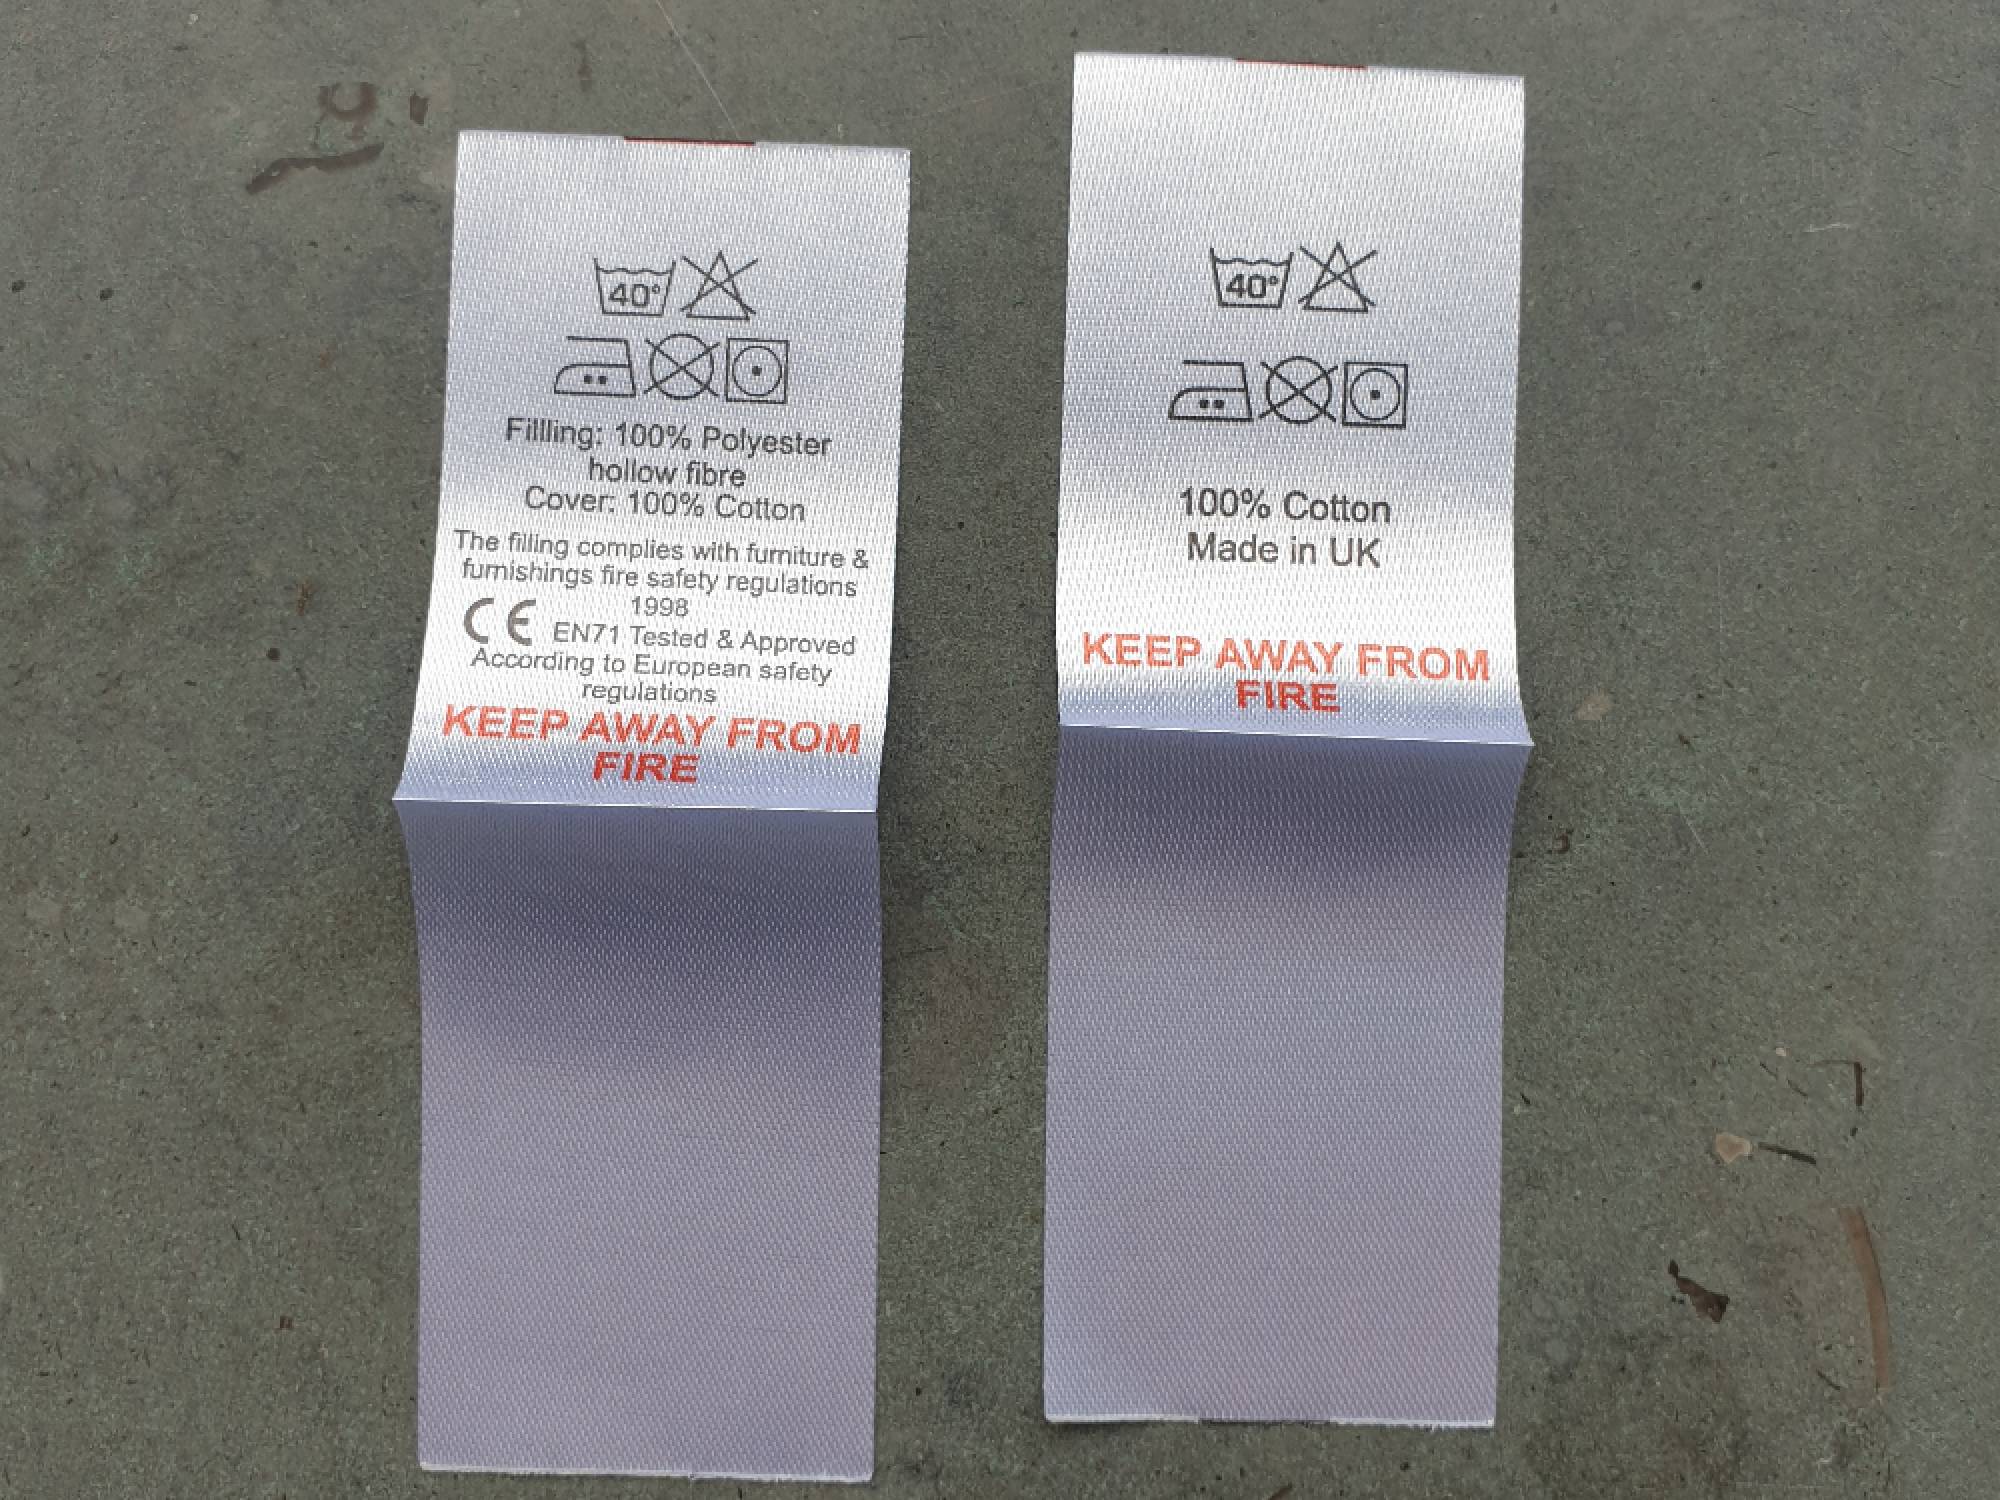 40°
Fillling: 100% Polyester
hollow fibre
Cover: 100% Cotton
The filling complies with furniture &
furnishings fire safety regulations
1998
CE EN71 Tested & Approved
According to European safety
regulations
KEEP AWAY FROM
FIRE
40°
100% Cotton
Made in UK
KEEP AWAY FROM
FIRE